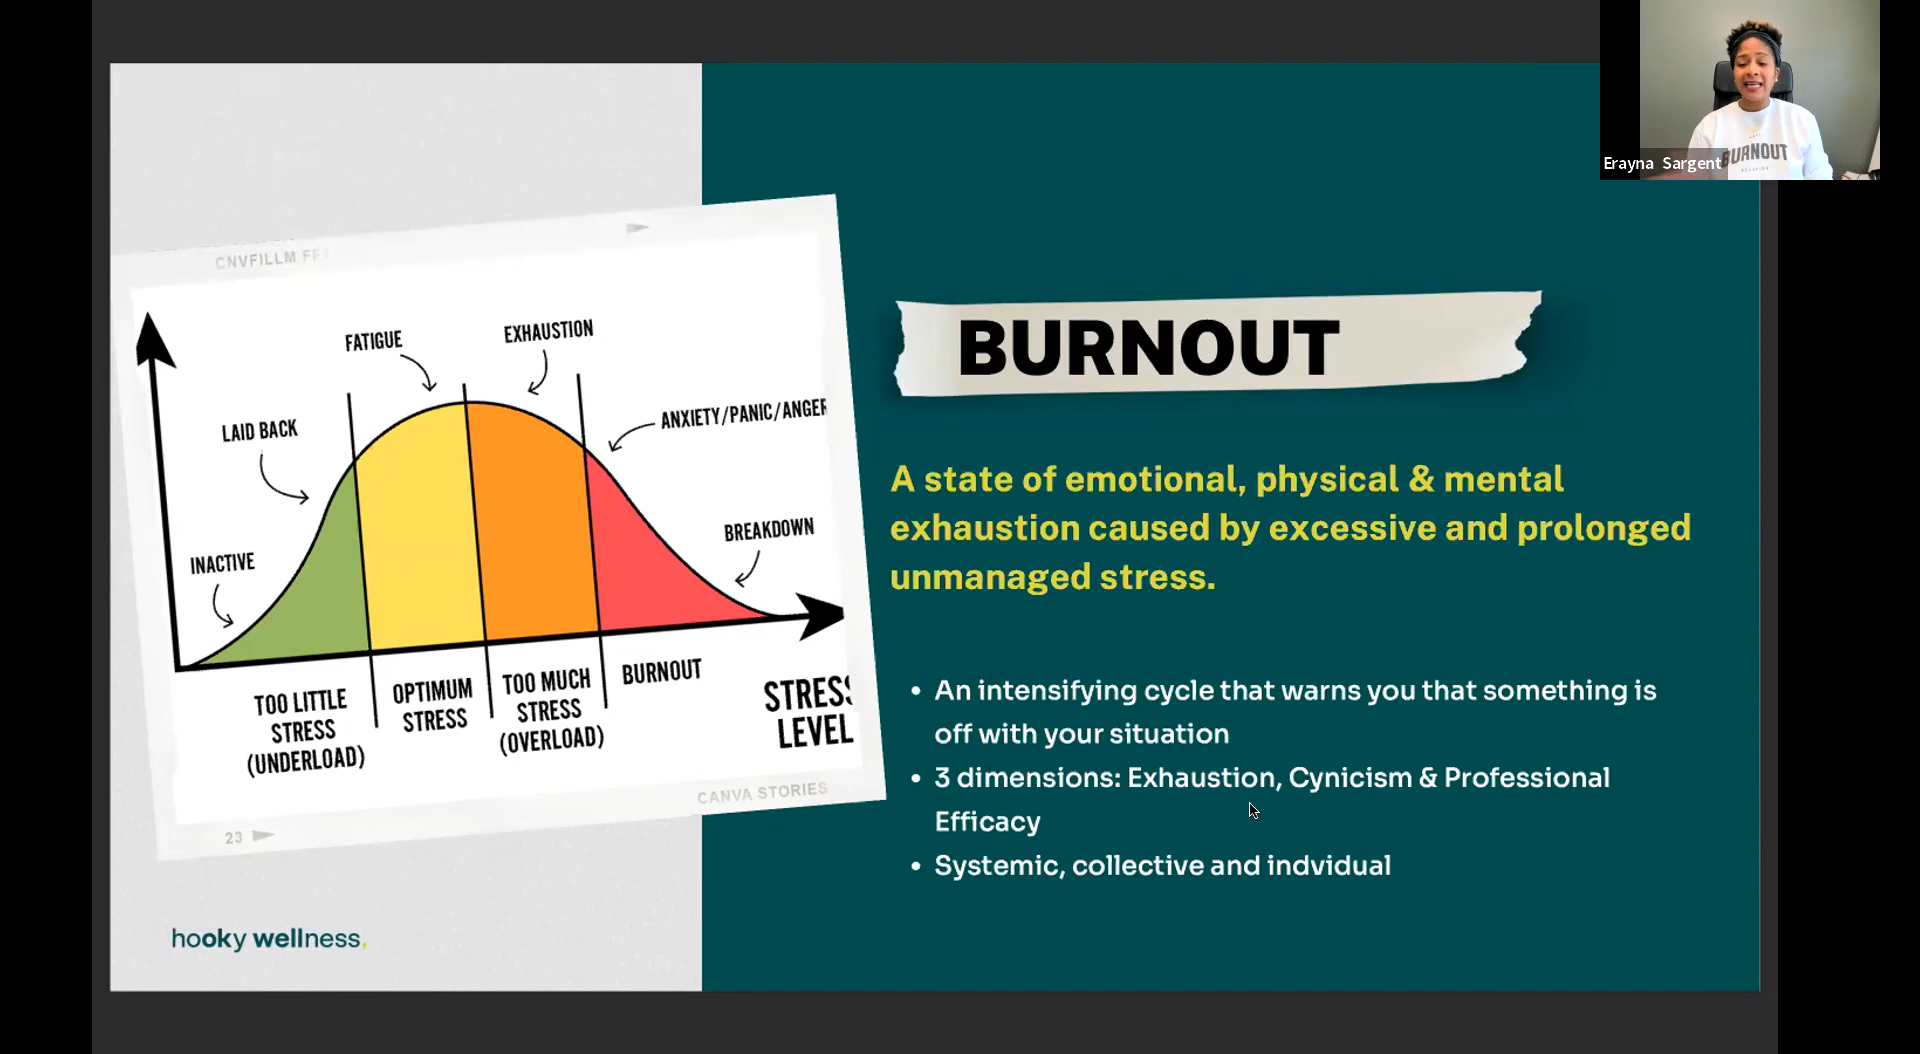 Erayna Sargent
BURNOUT
CNVFILLM FF
FATIGUE
EXHAUSTION
LAID BACK
ANXIETY/PANIC/ANGER
INACTIVE
BREAKDOWN
TOO LITTLE
STRESS
(UNDERLOAD)
OPTIMUM
STRESS
TOO MUCH
STRESS
(OVERLOAD)
BURNOUT
STRESS
LEVEL
CANVA STORIES
23
hooky wellness,
BURNOUT
A state of emotional, physical & mental
exhaustion caused by excessive and prolonged
unmanaged stress.
• An intensifying cycle that warns you that something is
off with your situation
• 3 dimensions: Exhaustion, Cynicism & Professional
Efficacy
• Systemic, collective and indvidual